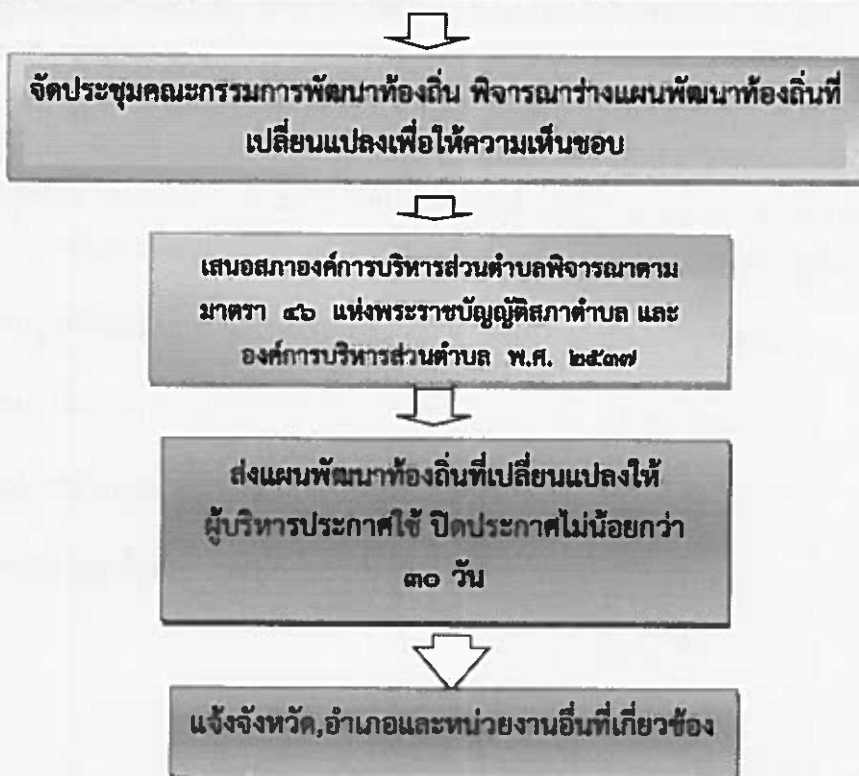 จัดประชุมคณะกรรมการพัฒนาท้องถิ่น พิจารณาร่างแผนพัฒนาท้องถิ่นที่
เปลี่ยนแปลงเพื่อให้ความเห็นชอบ
เสนอสภาองค์การบริหารส่วนตำบลพิจารณาตาม
มาตรา ๔๖ แห่งพระราชบัญญัติสภาตำบล และ
องค์การบริหารส่วนตำบล พ.ศ. ๒๕๓๗
ส่งแผนพัฒนาท้องถิ่นที่เปลี่ยนแปลงให้
ผู้บริหารประกาศใช้ ปิดประกาศไม่น้อยกว่า
๓๐ วัน
แจ้งจังหวัด,อำเภอและหน่วยงานอื่นที่เกี่ยวข้อง